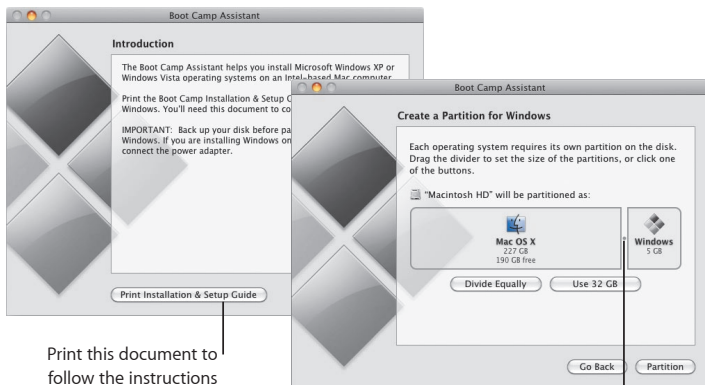 Boot Camp Assistant
Introduction
The Boot Camp Assistant helps you install Microsoft Windows XP or
Windows Vista operating systems on an Intel-based Mac computer.
Print the Boot Camp Installation & Setup
Windows. You'll need this document to
IMPORTANT: Back up your disk before
Windows. If you are installing Windows on
connect the power adapter.
Print Installation & Setup Guide
Print this document to
follow the instructions
Boot Camp Assistant
Create a Partition for Windows
Each operating system requires its own partition on the disk.
Drag the divider to set the size of the partitions, or click one
of the buttons.
"Macintosh HD" will be partitioned as:
Mac OS X
227 GB
190 GB free
Windows
5 GB
Divide Equally
Use 32 GB
Go Back
Partition